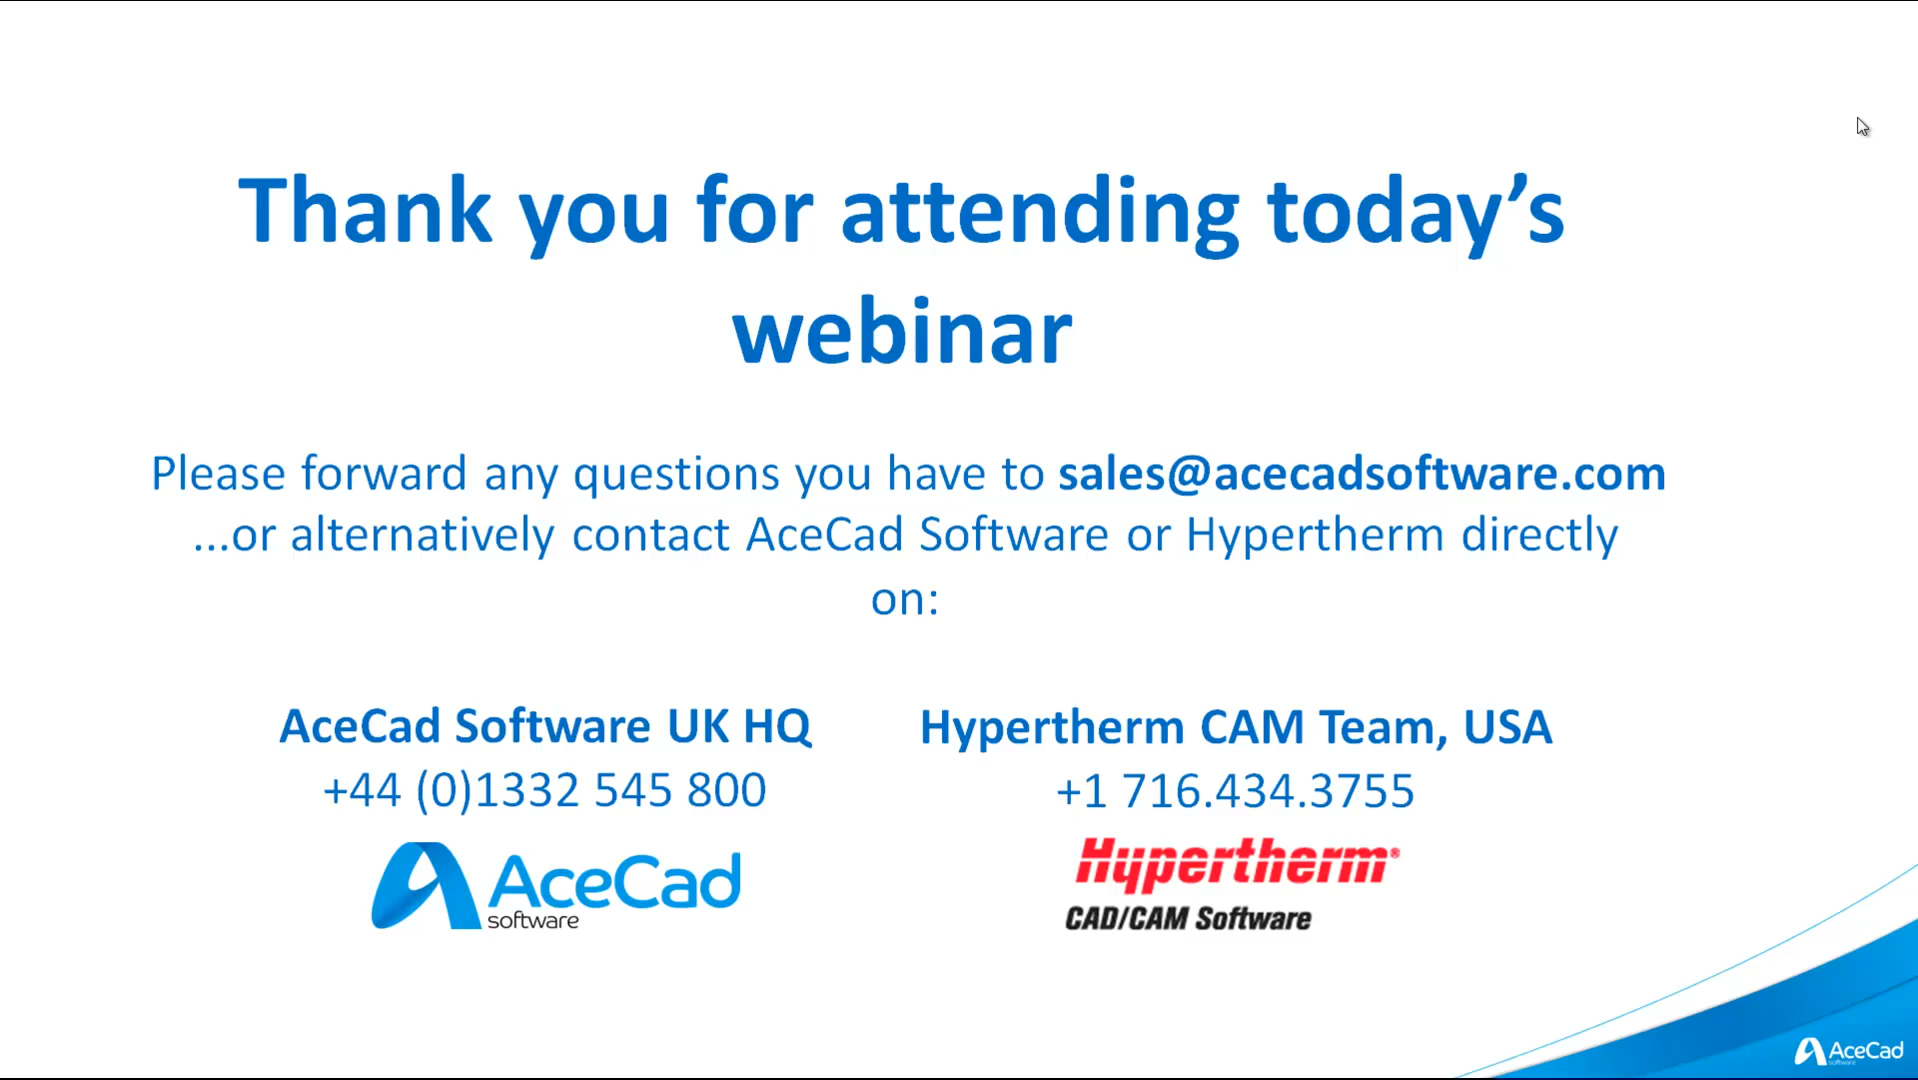 Thank you for attending today’s
webinar
Please forward any questions you have to sales@acecadsoftware.com
...or alternatively contact AceCad Software or Hypertherm directly
on:
AceCad Software UK HQ
+44 (0)1332 545 800
AceCad
software
Hypertherm CAM Team, USA
+1 716.434.3755
Hypertherm®
CAD/CAM Software
AceCad
software